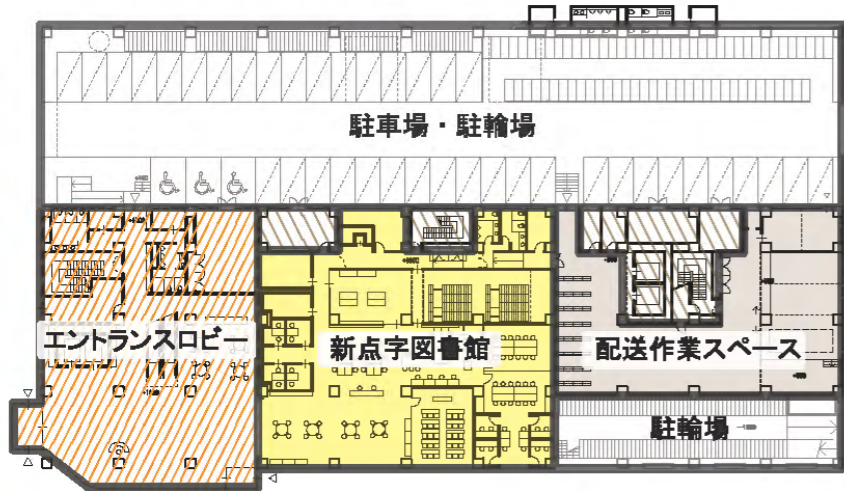 駐車場・駐輪場
エントランスロビー
新点字図書館
配送作業スペース
駐輪場